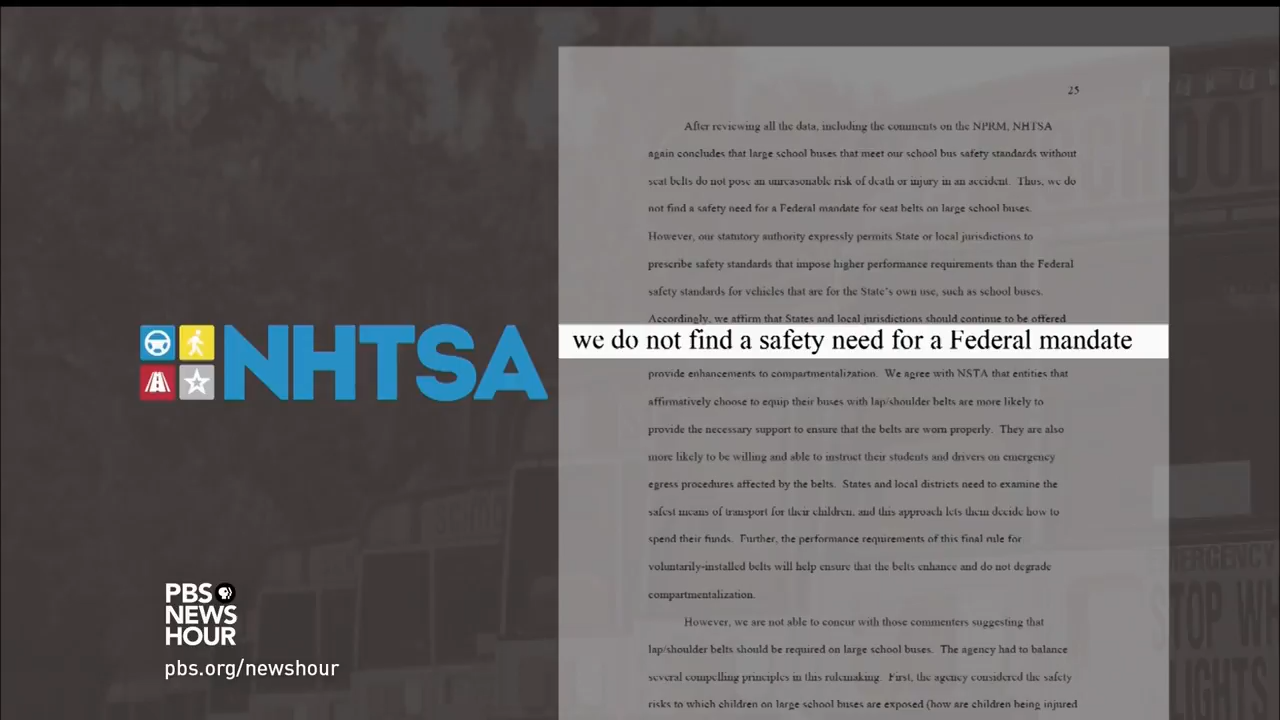 25
After reviewing all the data, including the comments on the NPRM, NHTSA
again concludes that large school buses that meet our school bus safety standards without
seat belts do not pose an unreasonable risk of death or injury in an accident. Thus, we do
not find a safety need for a Federal mandate for seat belts on large school buses.
However, our statutory authority expressly permits State or local jurisdictions to
prescribe safety standards that impose higher performance requirements than the Federal
safety standards for vehicles that are for the State's own use, such as school buses.
Accordingly, we affirm that States and local jurisdictions should continue to be offered
we do not find a safety need for a Federal mandate
provide enhancements to compartmentalization. We agree with NSTA that entities that
affirmatively choose to equip their buses with lap/shoulder belts are more likely to
provide the necessary support to ensure that the belts are worn properly. They are also
more likely to be willing and able to instruct their students and drivers on emergency
egress procedures affected by the belts. States and local districts need to examine the
safest means of transport for their children, and this approach lets them decide how to
spend their funds. Further, the performance requirements of this final rule for
voluntarily-installed belts will help ensure that the belts enhance and do not degrade
compartmentalization.
However, we are not able to concur with those commenters suggesting that
lap/shoulder belts should be required on large school buses. The agency had to balance
several compelling principles in this rulemaking. First, the agency considered the safety
risks to which children on large school buses are exposed (how are children being injured
NHTSA
PBS
NEWS
HOUR
pbs.org/newshour
SCHOOL
EMERGENCY
STOP WH
LIGHTS